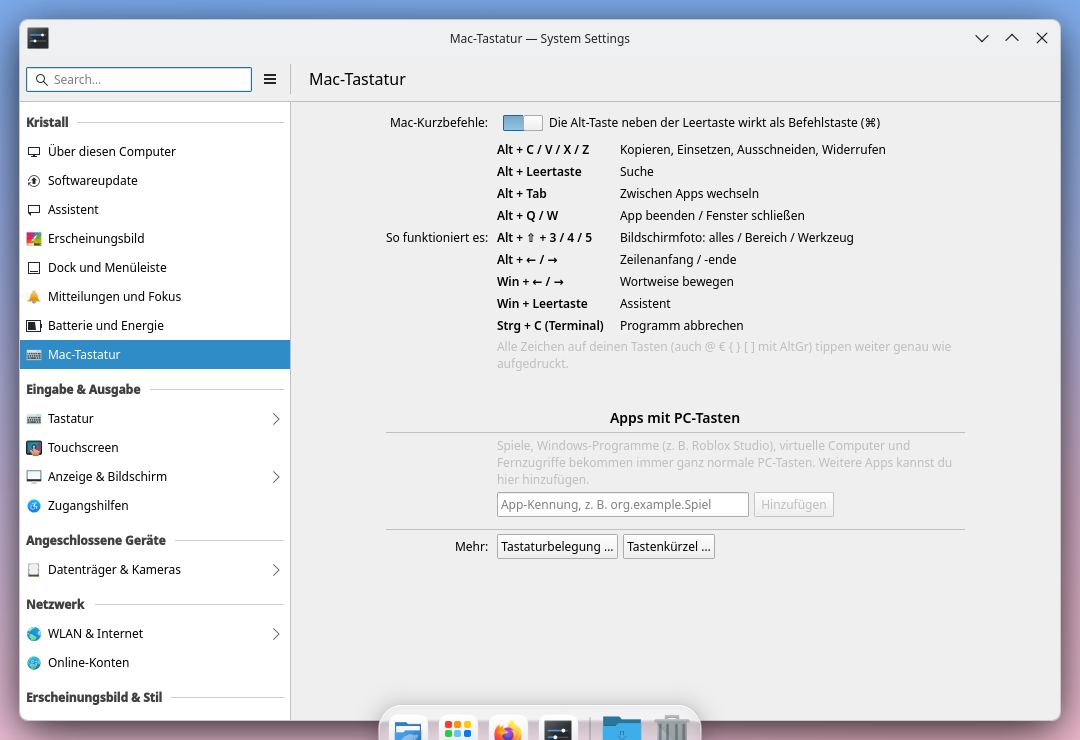 Mac-Tastatur — System Settings
Search...
Mac-Tastatur
Kristall
Über diesen Computer
Softwareupdate
Assistent
Erscheinungsbild
Dock und Menüleiste
Mitteilungen und Fokus
Batterie und Energie
Mac-Tastatur
Eingabe & Ausgabe
Tastatur
Touchscreen
Anzeige & Bildschirm
Zugangshilfen
Angeschlossene Geräte
Datenträger & Kameras
Netzwerk
WLAN & Internet
Online-Konten
Erscheinungsbild & Stil
Mac-Kurzbefehle: Die Alt-Taste neben der Leertaste wirkt als Befehlstaste (⌘)
So funktioniert es:
Alt + C / V / X / Z Kopieren, Einsetzen, Ausschneiden, Widerrufen
Alt + Leertaste Suche
Alt + Tab Zwischen Apps wechseln
Alt + Q / W App beenden / Fenster schließen
Alt + ⇧ + 3 / 4 / 5 Bildschirmfoto: alles / Bereich / Werkzeug
Alt + ← / → Zeilenanfang / -ende
Win + ← / → Wortweise bewegen
Win + Leertaste Assistent
Strg + C (Terminal) Programm abbrechen
Alle Zeichen auf deinen Tasten (auch @ € { } [ ] mit AltGr) tippen weiter genau wie
aufgedruckt.
Apps mit PC-Tasten
Spiele, Windows-Programme (z. B. Roblox Studio), virtuelle Computer und
Fernzugriffe bekommen immer ganz normale PC-Tasten. Weitere Apps kannst du
hier hinzufügen.
App-Kennung, z. B. org.example.Spiel Hinzufügen
Mehr: Tastaturbelegung ... Tastenkürzel ...